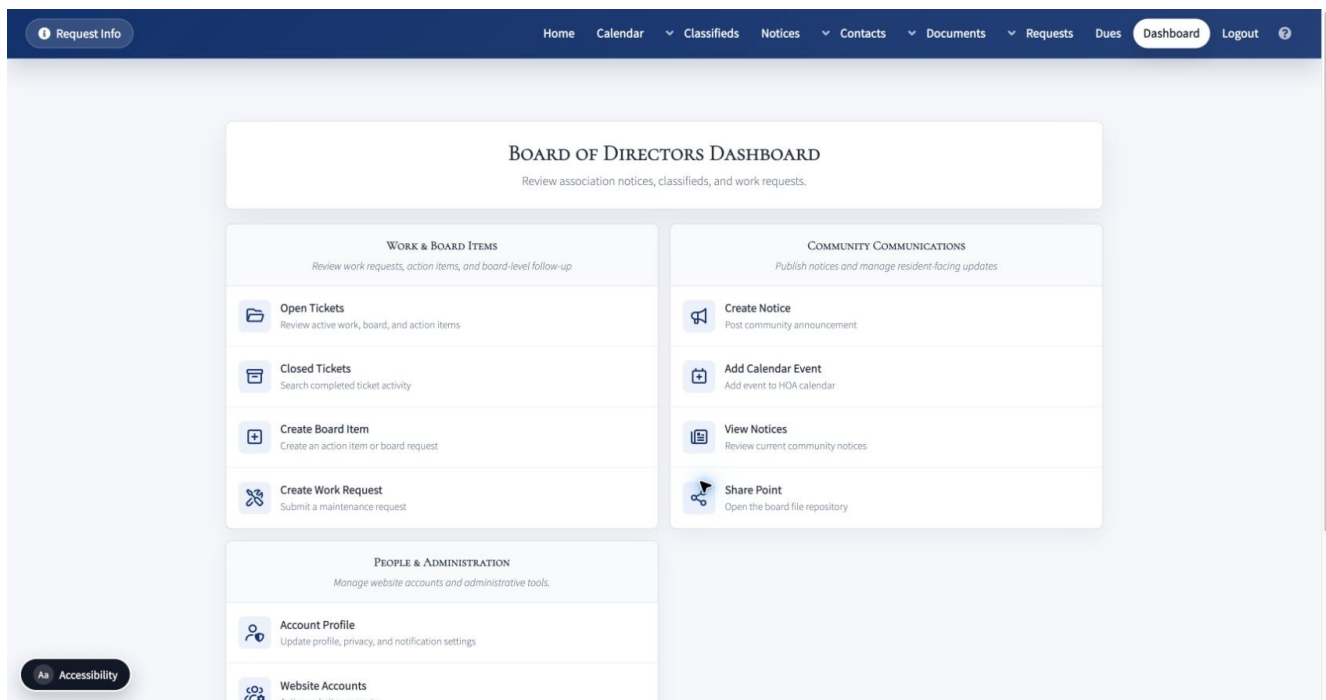 Request Info
Home Calendar Classifieds Notices Contacts Documents Requests Dues Dashboard Logout ?
Board of Directors Dashboard
Review association notices, classifieds, and work requests.
Work & Board Items
Review work requests, action items, and board-level follow-up
Open Tickets
Review active work, board, and action items
Closed Tickets
Search completed ticket activity
Create Board Item
Create an action item or board request
Create Work Request
Submit a maintenance request
Community Communications
Publish notices and manage resident-facing updates
Create Notice
Post community announcement
Add Calendar Event
Add event to HOA calendar
View Notices
Review current community notices
Share Point
Open the board file repository
People & Administration
Manage website accounts and administrative tools.
Account Profile
Update profile, privacy, and notification settings
Website Accounts
Aa Accessibility